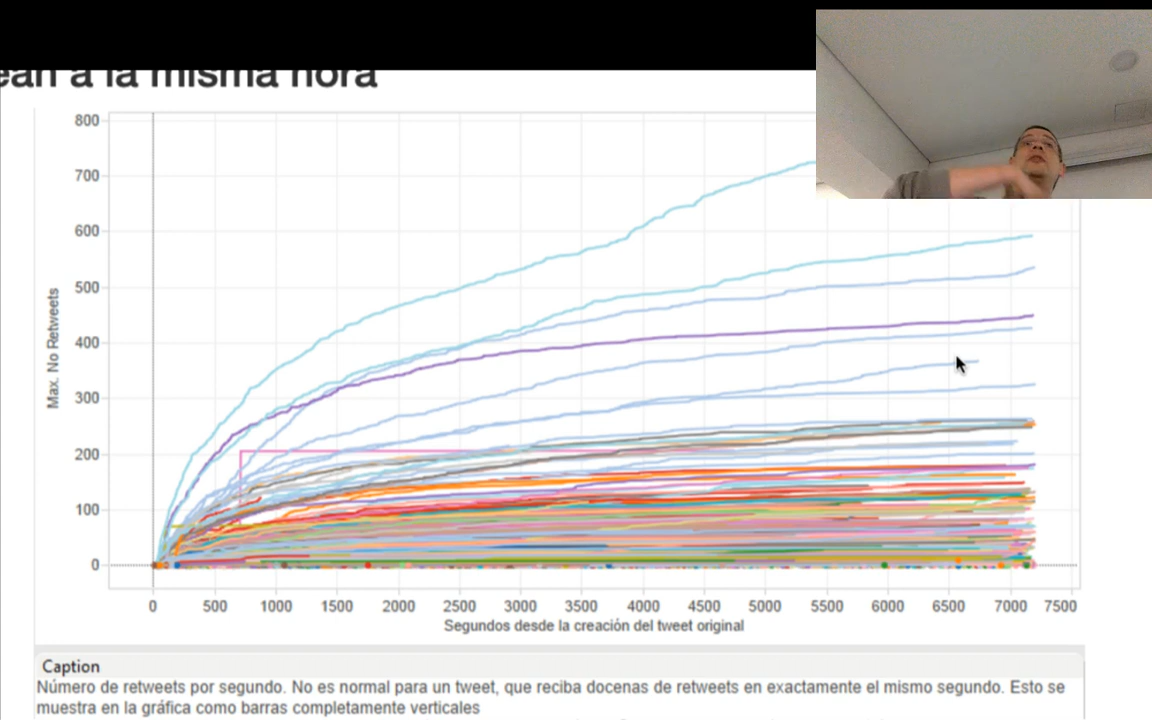 ean a la misma hora
800
700
600
500
400
300
200
100
0
Max. No Retweets
0 500 1000 1500 2000 2500 3000 3500 4000 4500 5000 5500 6000 6500 7000 7500
Segundos desde la creación del tweet original
Caption
Número de retweets por segundo. No es normal para un tweet, que reciba docenas de retweets en exactamente el mismo segundo. Esto se
muestra en la gráfica como barras completamente verticales